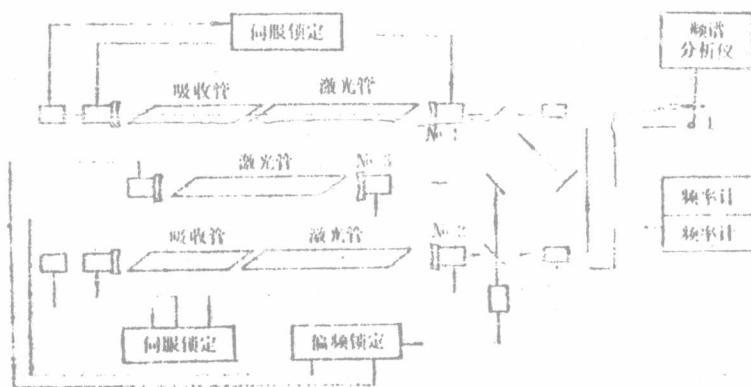 伺服锁定
频谱
分析仪
吸收管
激光管
No. 1
激光管
No. 3
频率计
频率计
吸收管
激光管
No. 2
伺服锁定
偏频锁定